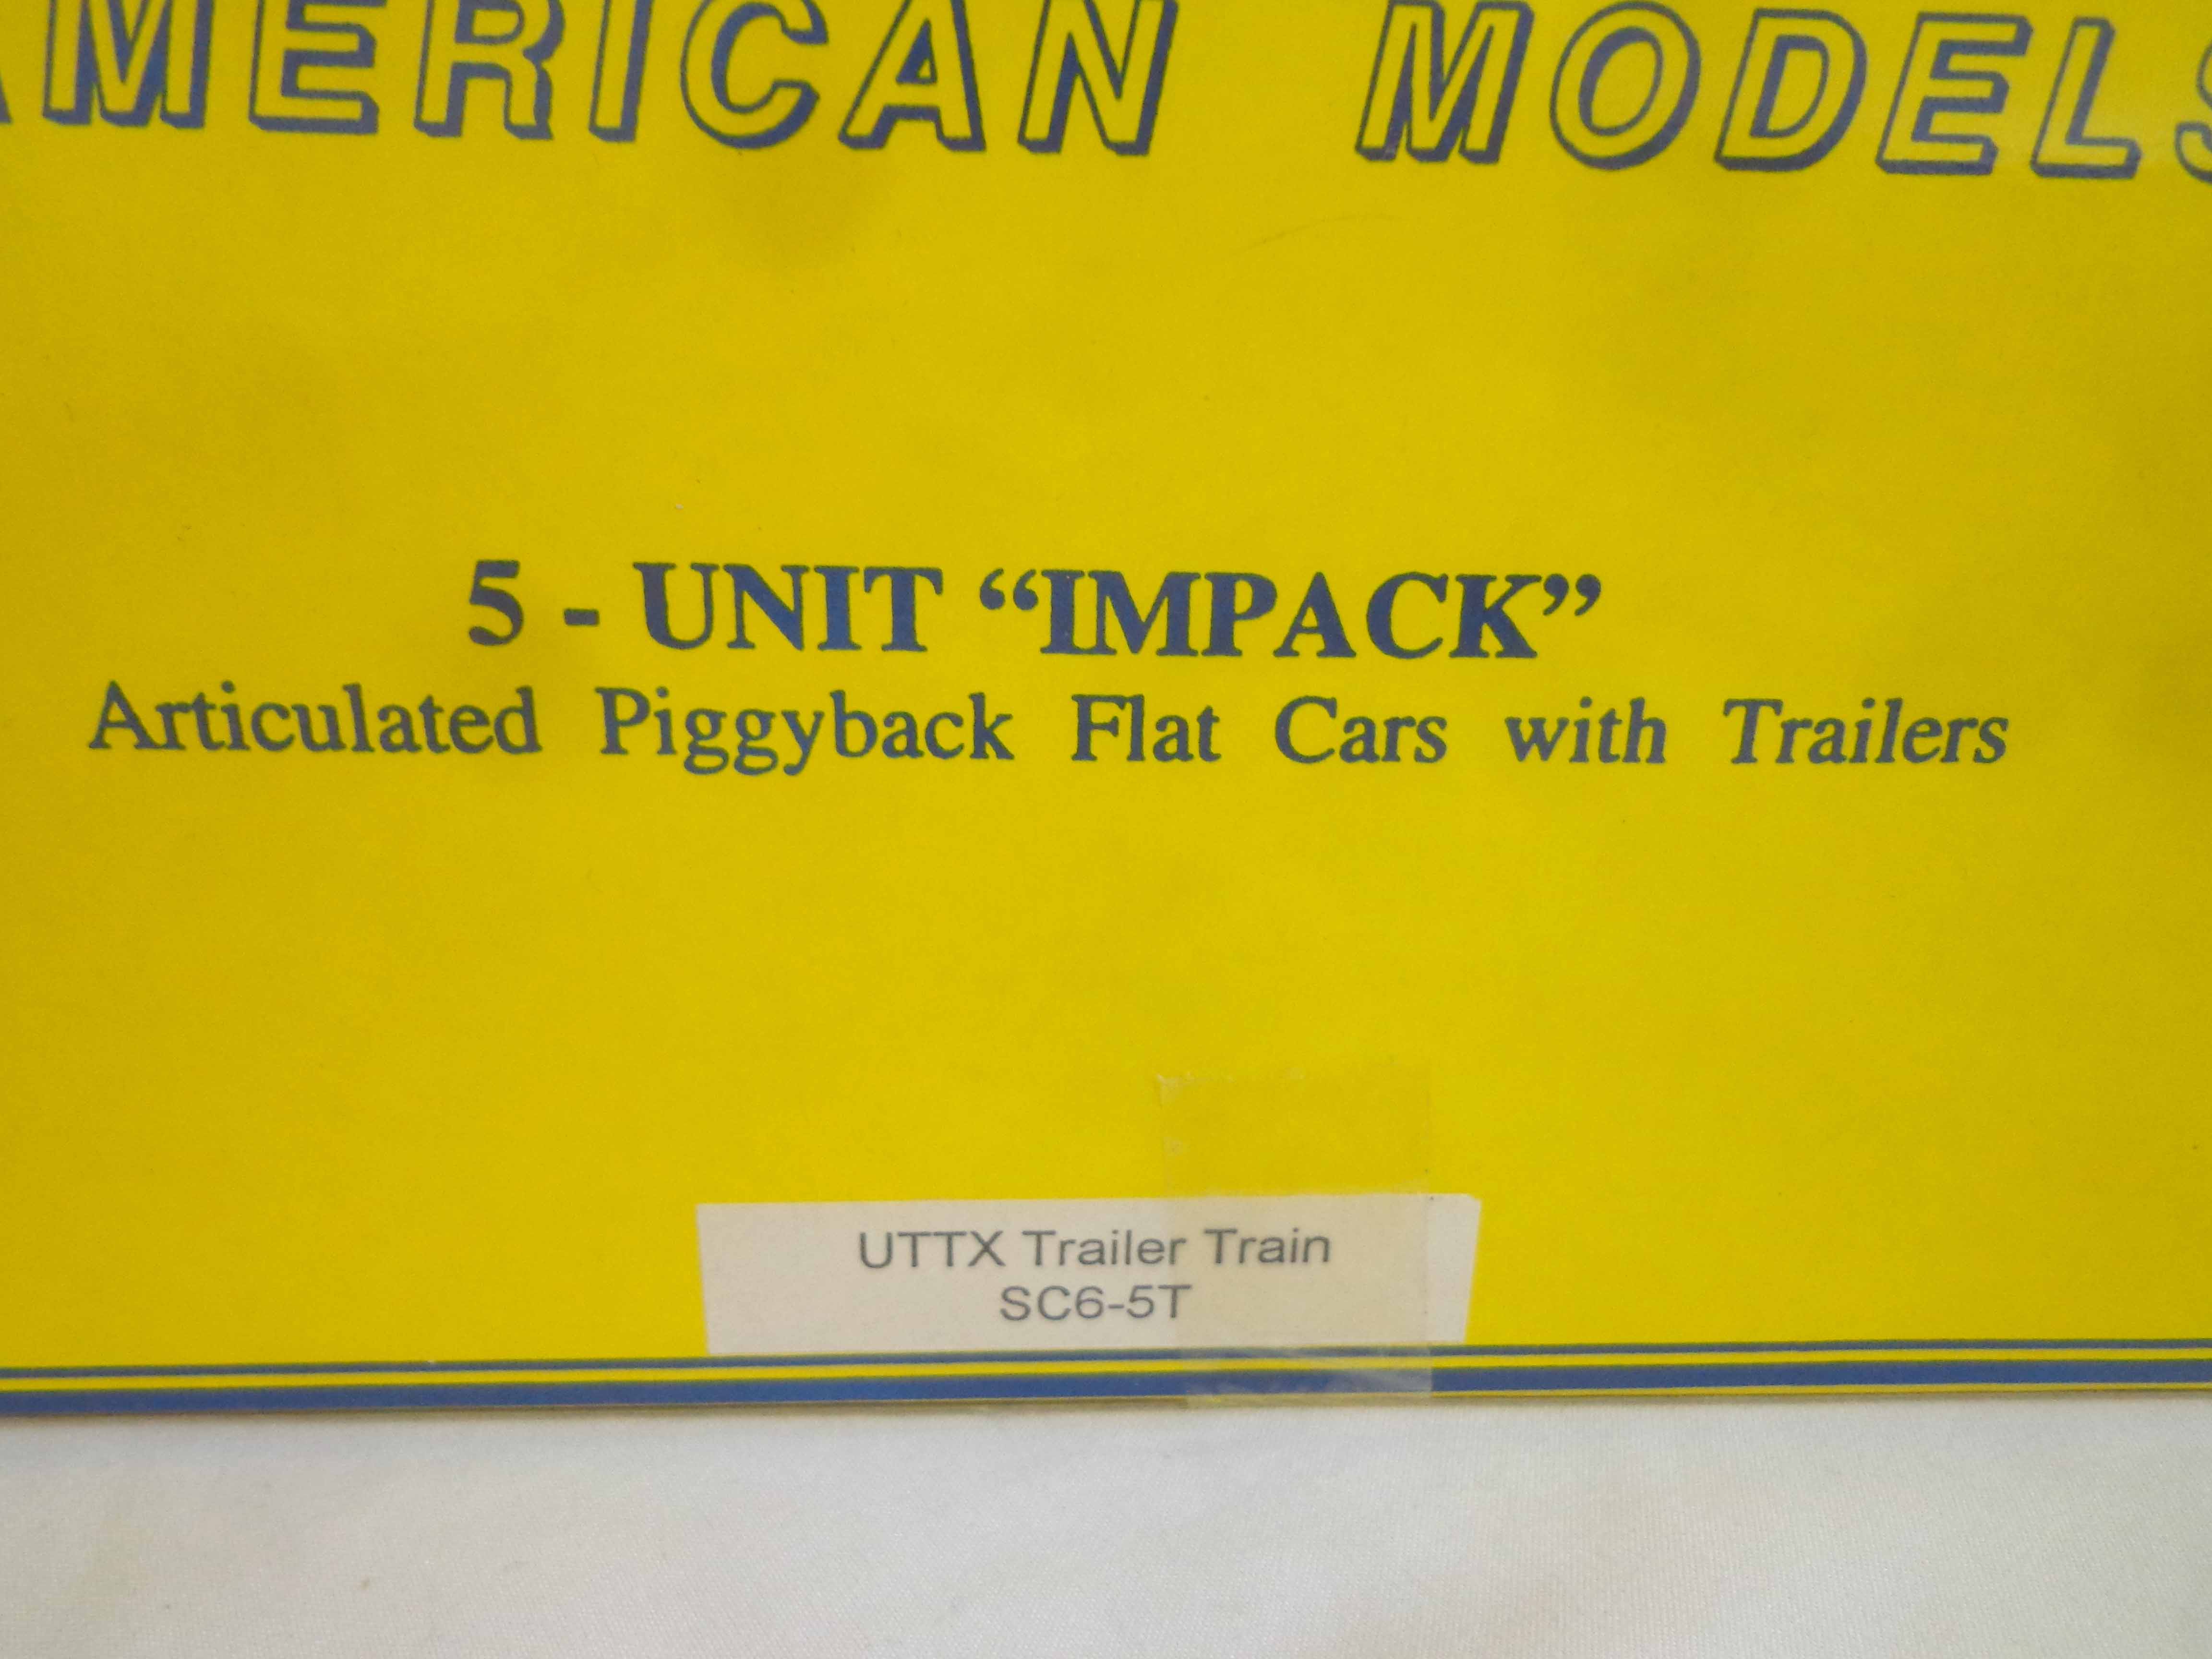 AMERICAN MODELS
5 - UNIT “IMPACK”
Articulated Piggyback Flat Cars with Trailers
UTTX Trailer Train
SC6-5T